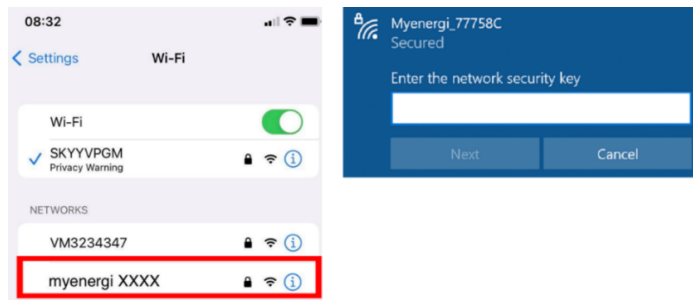 08:32
Settings
Wi-Fi
Wi-Fi
SKYYVPGM
Privacy Warning
NETWORKS
VM3234347
myenergi XXXX
Myenergi_77758C
Secured
Enter the network security key
Next
Cancel